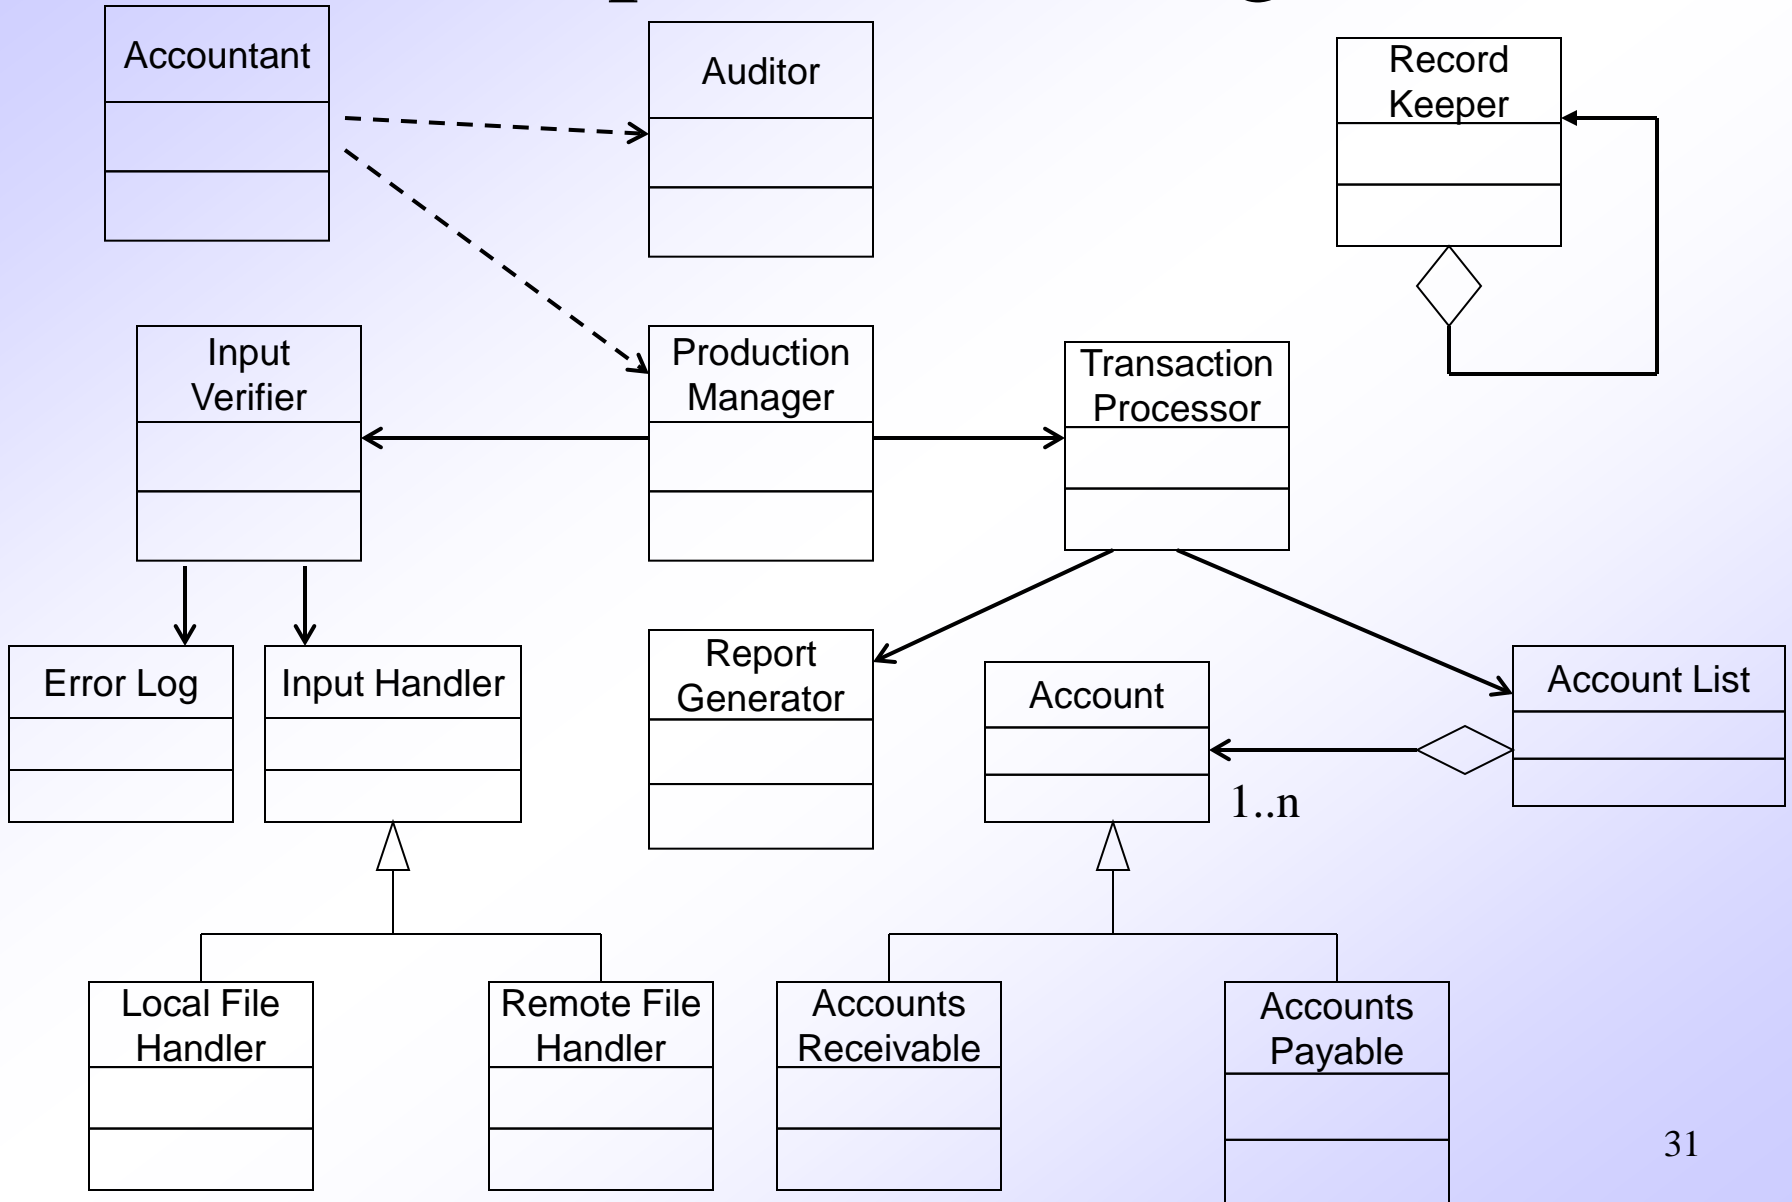 Accountant
Auditor
Record
Keeper
Input
Verifier
Production
Manager
Transaction
Processor
Error Log
Input Handler
Report
Generator
Account
Account List
1..n
Local File
Handler
Remote File
Handler
Accounts
Receivable
Accounts
Payable
31